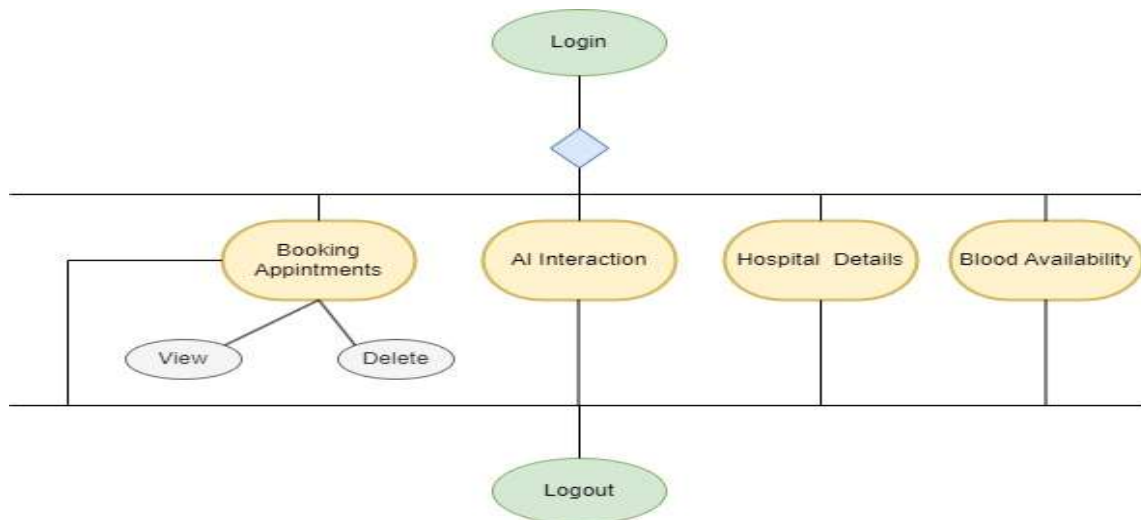 Login
Booking
Appintments
AI Interaction
Hospital Details
Blood Availability
View
Delete
Logout